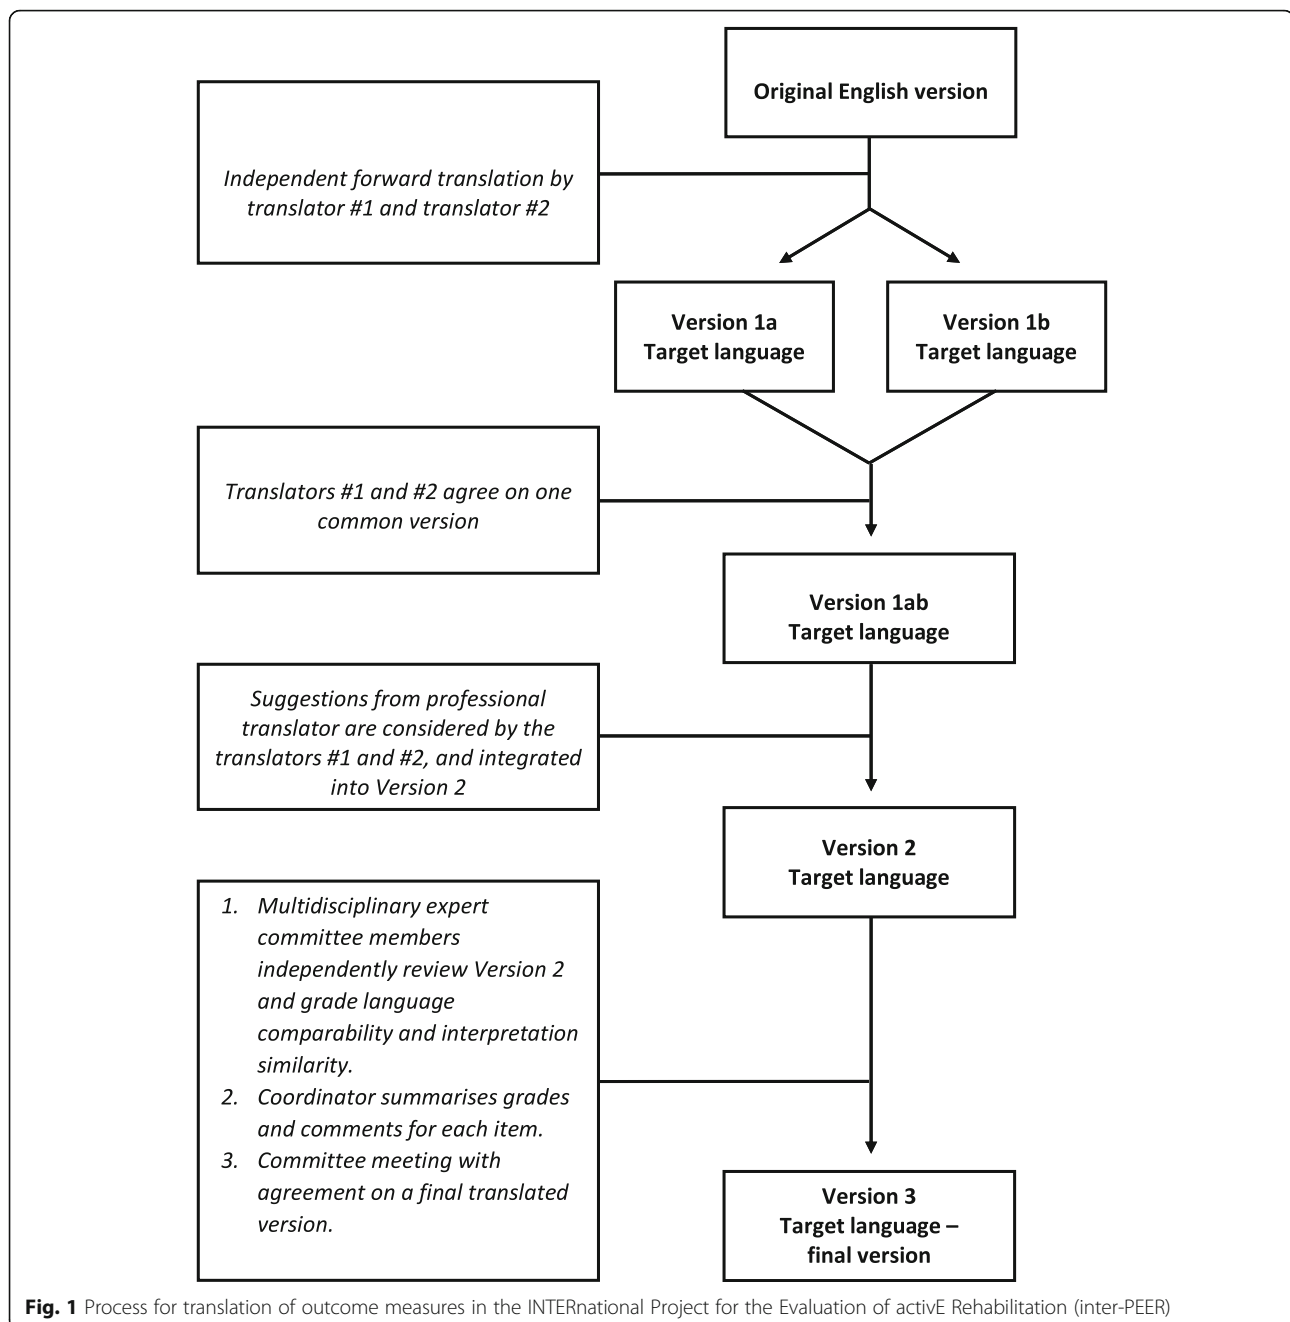 Original English version
Independent forward translation by
translator #1 and translator #2
Version 1a
Target language
Version 1b
Target language
Translators #1 and #2 agree on one
common version
Version 1ab
Target language
Suggestions from professional
translator are considered by the
translators #1 and #2, and integrated
into Version 2
Version 2
Target language
1. Multidisciplinary expert
committee members
independently review Version 2
and grade language
comparability and interpretation
similarity.
2. Coordinator summarises grades
and comments for each item.
3. Committee meeting with
agreement on a final translated
version.
Version 3
Target language –
final version
Fig. 1 Process for translation of outcome measures in the INTERnational Project for the Evaluation of activE Rehabilitation (inter-PEER)